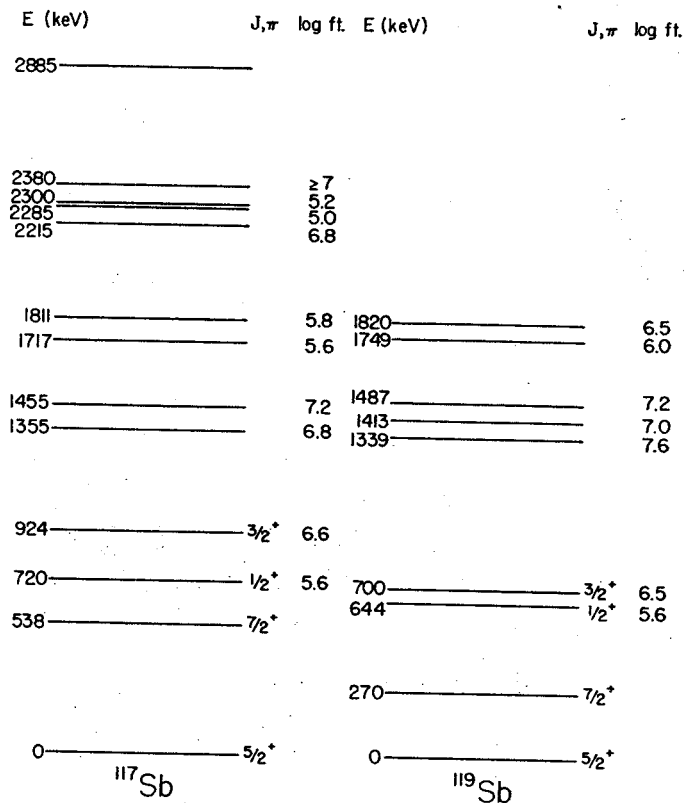 E (keV) J,π log ft. E (keV) J,π log ft.
2885
2380 ≥7
2300 5.2
2285 5.0
2215 6.8
1811 5.8 1820 6.5
1717 5.6 1749 6.0
1455 7.2 1487 7.2
1413 7.0
1355 6.8 1339 7.6
924 3/2+ 6.6
720 1/2+ 5.6 700 3/2+ 6.5
644 1/2+ 5.6
538 7/2+
270 7/2+
0 5/2+ 0 5/2+
117Sb 119Sb